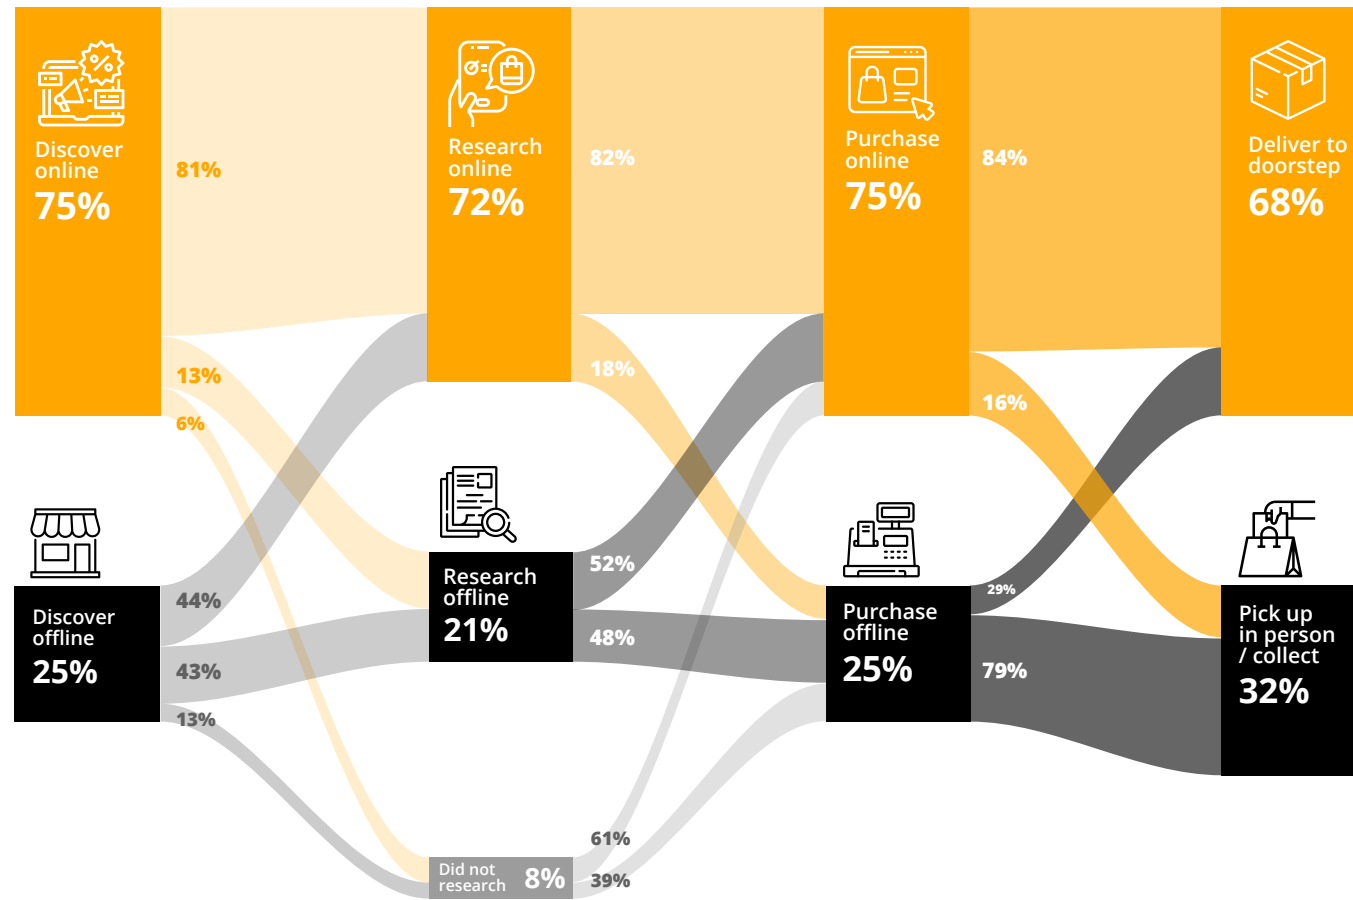 %
Discover
online
75%
81%
13%
6%
Discover
offline
25%
44%
43%
13%
Research
online
72%
82%
18%
Research
offline
21%
52%
48%
Did not
research
8%
61%
39%
Purchase
online
75%
84%
16%
Purchase
offline
25%
29%
79%
Deliver to
doorstep
68%
Pick up
in person
/ collect
32%